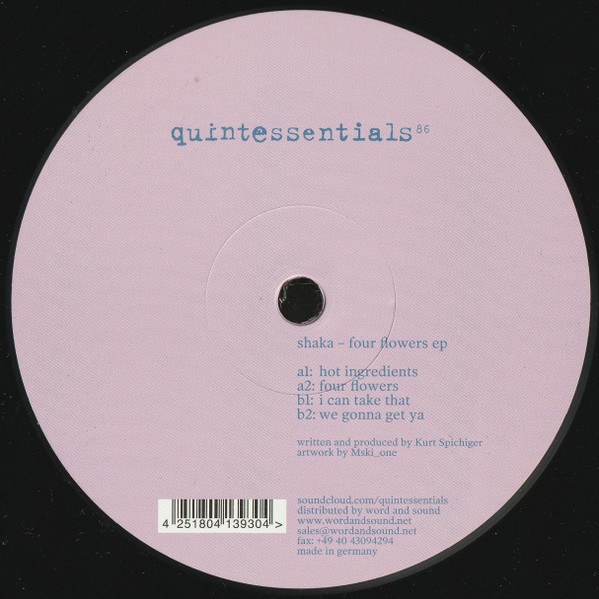 quintessentials86
shaka – four flowers ep
a1: hot ingredients
a2: four flowers
b1: i can take that
b2: we gonna get ya
written and produced by Kurt Spichiger
artwork by Mski_one
soundcloud.com/quintessentials
distributed by word and sound
www.wordandsound.net
sales@wordandsound.net
fax: +49 40 43094294
made in germany
4 251804 139304 >